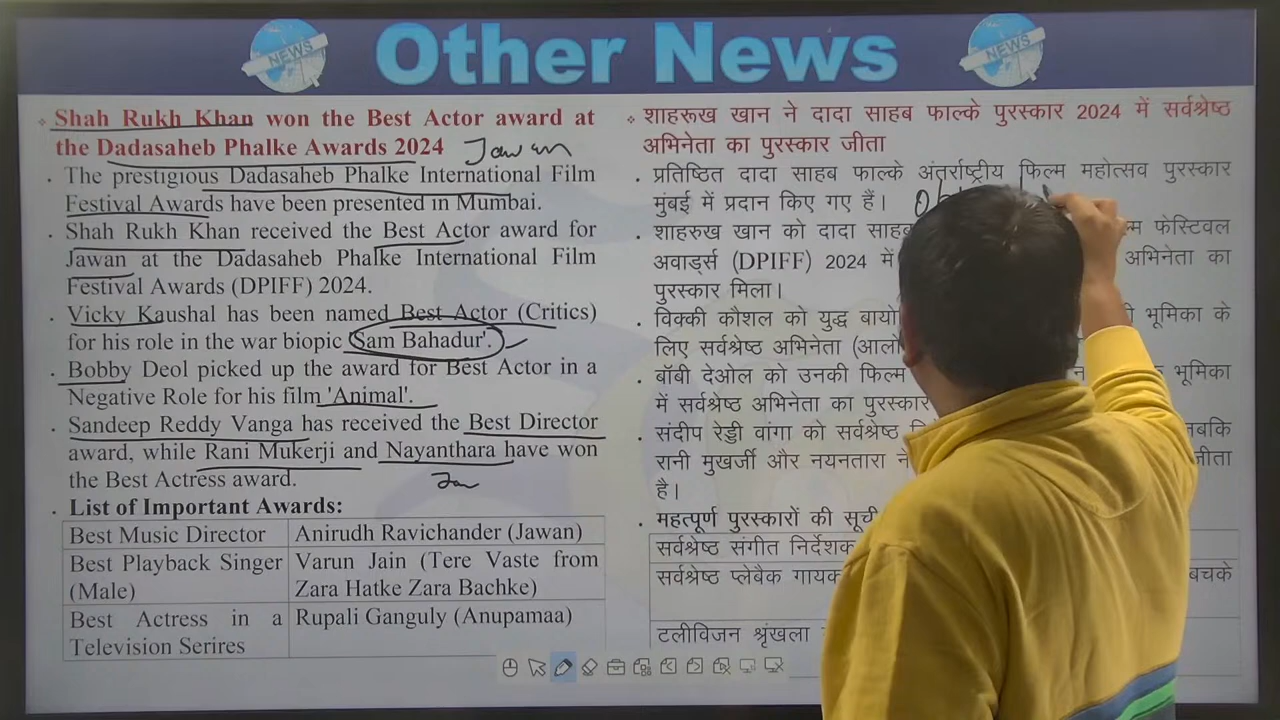 NEWS
Other News
NEWS
Shah Rukh Khan won the Best Actor award at
the Dadasaheb Phalke Awards 2024 Jawan
The prestigious Dadasaheb Phalke International Film
Festival Awards have been presented in Mumbai.
Shah Rukh Khan received the Best Actor award for
Jawan at the Dadasaheb Phalke International Film
Festival Awards (DPIFF) 2024.
Vicky Kaushal has been named Best Actor (Critics)
for his role in the war biopic 'Sam Bahadur'.
Bobby Deol picked up the award for Best Actor in a
Negative Role for his film 'Animal'.
Sandeep Reddy Vanga has received the Best Director
award, while Rani Mukerji and Nayanthara have won
the Best Actress award.
List of Important Awards:
Best Music Director Anirudh Ravichander (Jawan)
Best Playback Singer Varun Jain (Tere Vaste from
(Male) Zara Hatke Zara Bachke)
Best Actress in a Rupali Ganguly (Anupamaa)
Television Serires
शाहरूख खान ने दादा साहब फाल्के पुरस्कार 2024 में सर्वश्रेष्ठ
अभिनेता का पुरस्कार जीता
प्रतिष्ठित दादा साहब फाल्के अंतर्राष्ट्रीय फिल्म महोत्सव पुरस्कार
मुंबई में प्रदान किए गए हैं।
शाहरुख खान को दादा साहब फेस्टिवल
अवार्ड्स (DPIFF) 2024 में अभिनेता का
पुरस्कार मिला।
विक्की कौशल को युद्ध भूमिका के
लिए सर्वश्रेष्ठ अभिनेता
बॉबी देओल को उनकी फिल्म भूमिका
में सर्वश्रेष्ठ अभिनेता का पुरस्कार
संदीप रेड्डी वांगा को सर्वश्रेष्ठ जबकि
रानी मुखर्जी और नयनतारा ने जीता
है।
महत्पूर्ण पुरस्कारों की सूची
सर्वश्रेष्ठ संगीत निर्देशक
सर्वश्रेष्ठ प्लेबैक गायक बचके
टलीविजन श्रृंखला